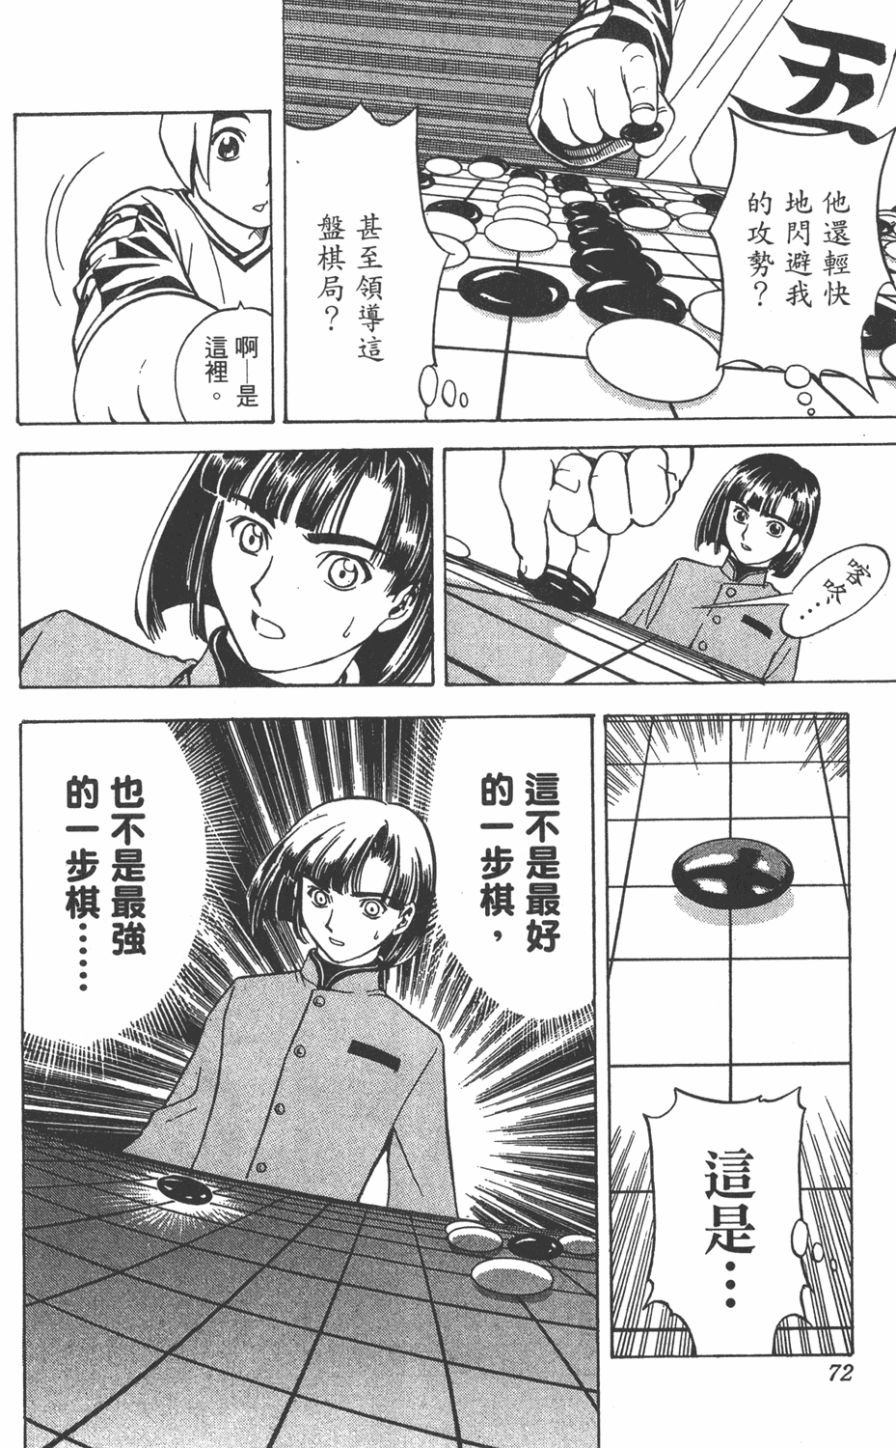 五
他還輕快
地閃避我
的攻勢？
甚至領導這
盤棋局？
啊─是
這裡。
喀咚…
這是…
這不是最好
的一步棋，
也不是最強
的一步棋……
72